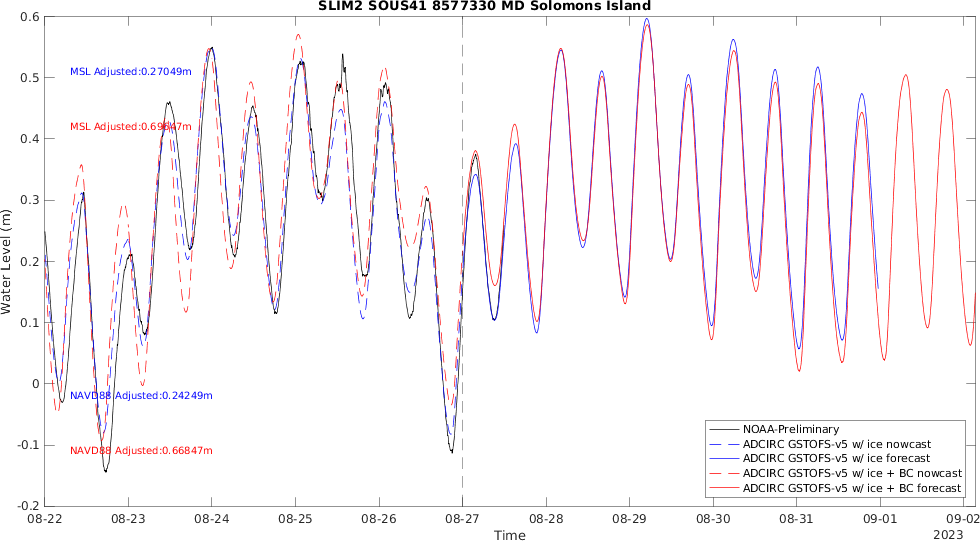 SLIM2 SOUS41 8577330 MD Solomons Island
0.6
0.5
0.4
0.3
0.2
0.1
0
-0.1
-0.2
Water Level (m)
MSL Adjusted:0.27049m
MSL Adjusted:0.69647m
NAVD88 Adjusted:0.24249m
NAVD88 Adjusted:0.66847m
NOAA-Preliminary
ADCIRC GSTOFS-v5 w/ ice nowcast
ADCIRC GSTOFS-v5 w/ ice forecast
ADCIRC GSTOFS-v5 w/ ice + BC nowcast
ADCIRC GSTOFS-v5 w/ ice + BC forecast
08-22 08-23 08-24 08-25 08-26 08-27 08-28 08-29 08-30 08-31 09-01 09-02
Time
2023